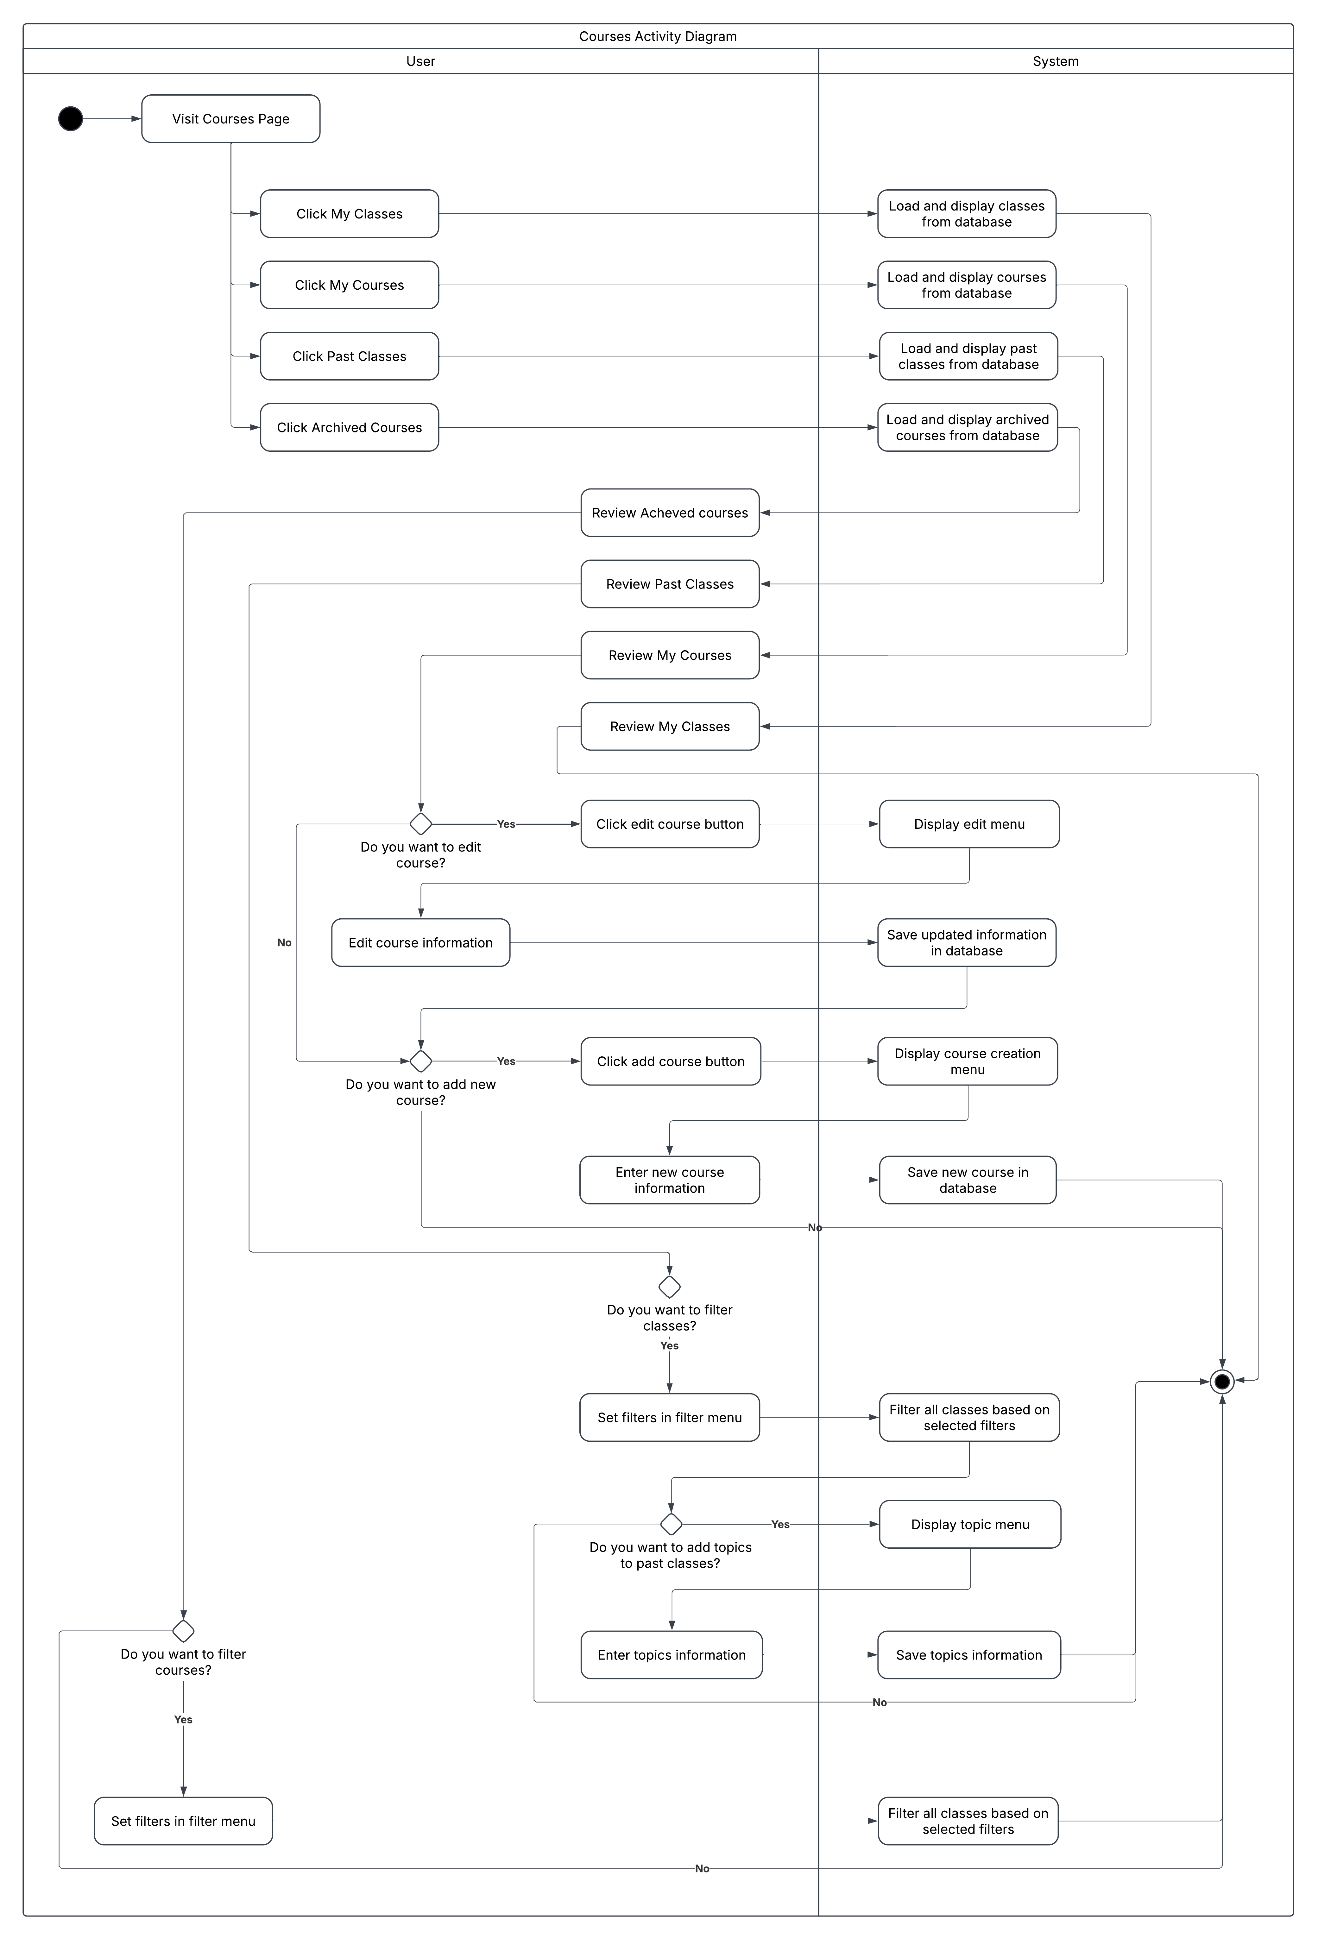 Courses Activity Diagram
User
System
Visit Courses Page
Click My Classes
Load and display classes
from database
Click My Courses
Load and display courses
from database
Click Past Classes
Load and display past
classes from database
Click Archived Courses
Load and display archived
courses from database
Review Acheved courses
Review Past Classes
Review My Courses
Review My Classes
Yes
Click edit course button
Display edit menu
Do you want to edit
course?
No
Edit course information
Save updated information
in database
Yes
Click add course button
Display course creation
menu
Do you want to add new
course?
Enter new course
information
Save new course in
database
No
Do you want to filter
classes?
Yes
Set filters in filter menu
Filter all classes based on
selected filters
Yes
Display topic menu
Do you want to add topics
to past classes?
Enter topics information
Save topics information
Do you want to filter
courses?
No
Yes
Set filters in filter menu
Filter all classes based on
selected filters
No